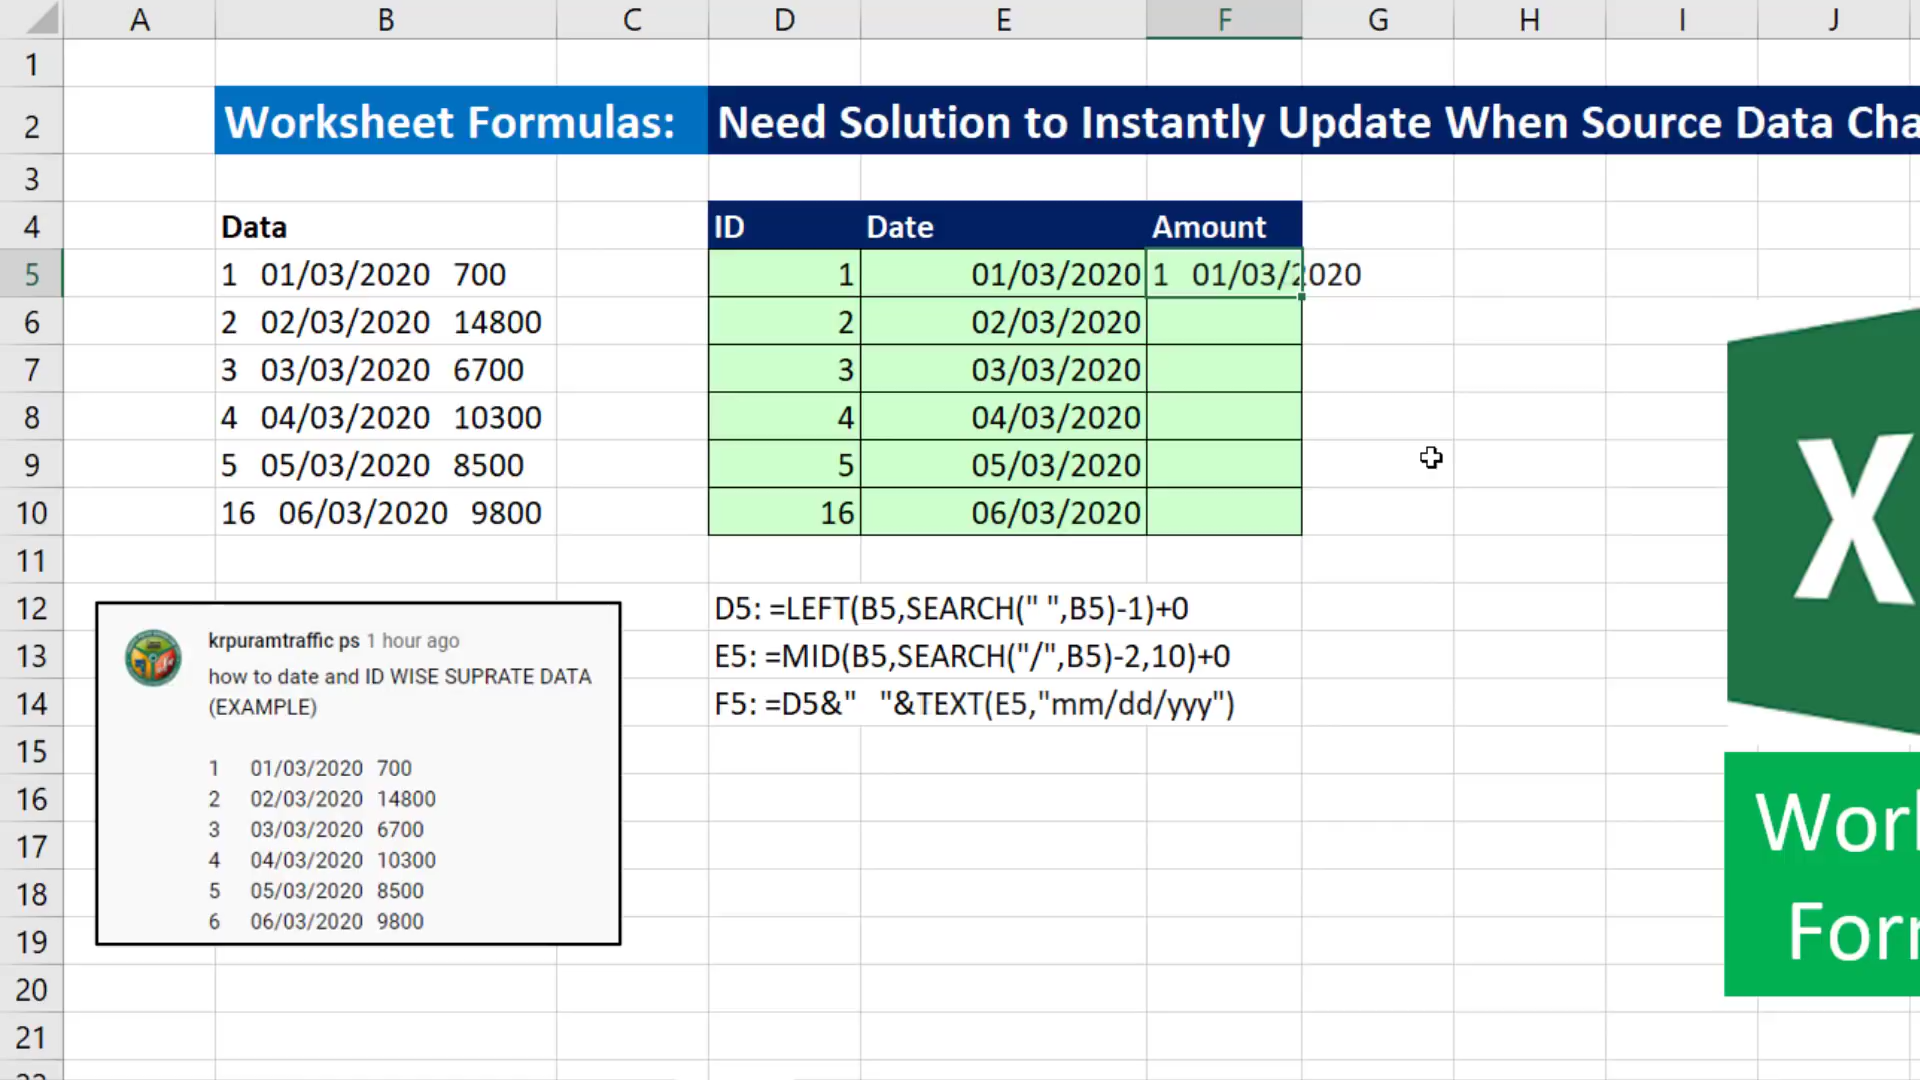 A B C D E F G H I J
1
2 Worksheet Formulas: Need Solution to Instantly Update When Source Data Cha
3
4 Data ID Date Amount
5 1 01/03/2020 700 1 01/03/2020 1 01/03/2020
6 2 02/03/2020 14800 2 02/03/2020
7 3 03/03/2020 6700 3 03/03/2020
8 4 04/03/2020 10300 4 04/03/2020
9 5 05/03/2020 8500 5 05/03/2020
10 16 06/03/2020 9800 16 06/03/2020
11
12 D5: =LEFT(B5,SEARCH(" ",B5)-1)+0
13 E5: =MID(B5,SEARCH("/",B5)-2,10)+0
14 F5: =D5&"   "&TEXT(E5,"mm/dd/yyy")
15
16
17
18
19
20
21
krpuramtraffic ps 1 hour ago
how to date and ID WISE SUPRATE DATA
(EXAMPLE)
1 01/03/2020 700
2 02/03/2020 14800
3 03/03/2020 6700
4 04/03/2020 10300
5 05/03/2020 8500
6 06/03/2020 9800
X
Wor
For